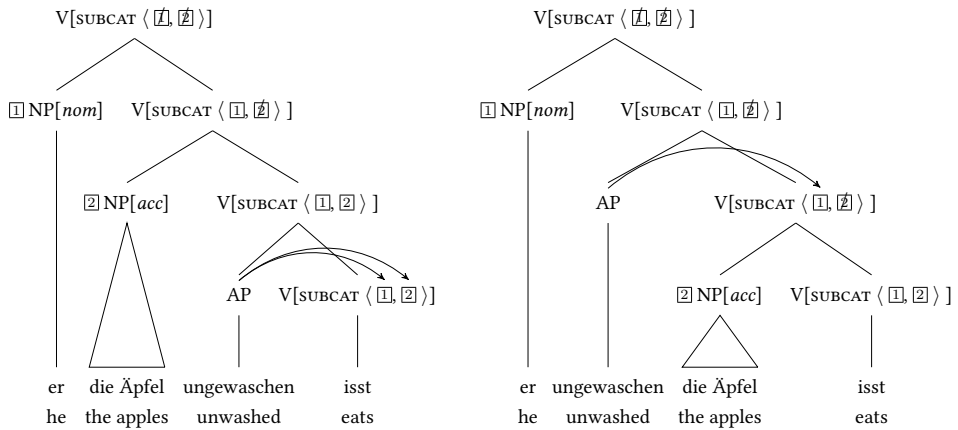 V[SUBCAT ⟨ 1̸, 2̸ ⟩] V[SUBCAT ⟨ 1̸, 2̸ ⟩ ]
1 NP[nom] V[SUBCAT ⟨ 1, 2̸ ⟩ ] 1 NP[nom] V[SUBCAT ⟨ 1, 2̸ ⟩ ]
2 NP[acc] V[SUBCAT ⟨ 1, 2 ⟩ ] AP V[SUBCAT ⟨ 1, 2̸ ⟩ ]
AP V[SUBCAT ⟨ 1, 2 ⟩] 2 NP[acc] V[SUBCAT ⟨ 1, 2 ⟩ ]
er die Äpfel ungewaschen isst er ungewaschen die Äpfel isst
he the apples unwashed eats he unwashed the apples eats